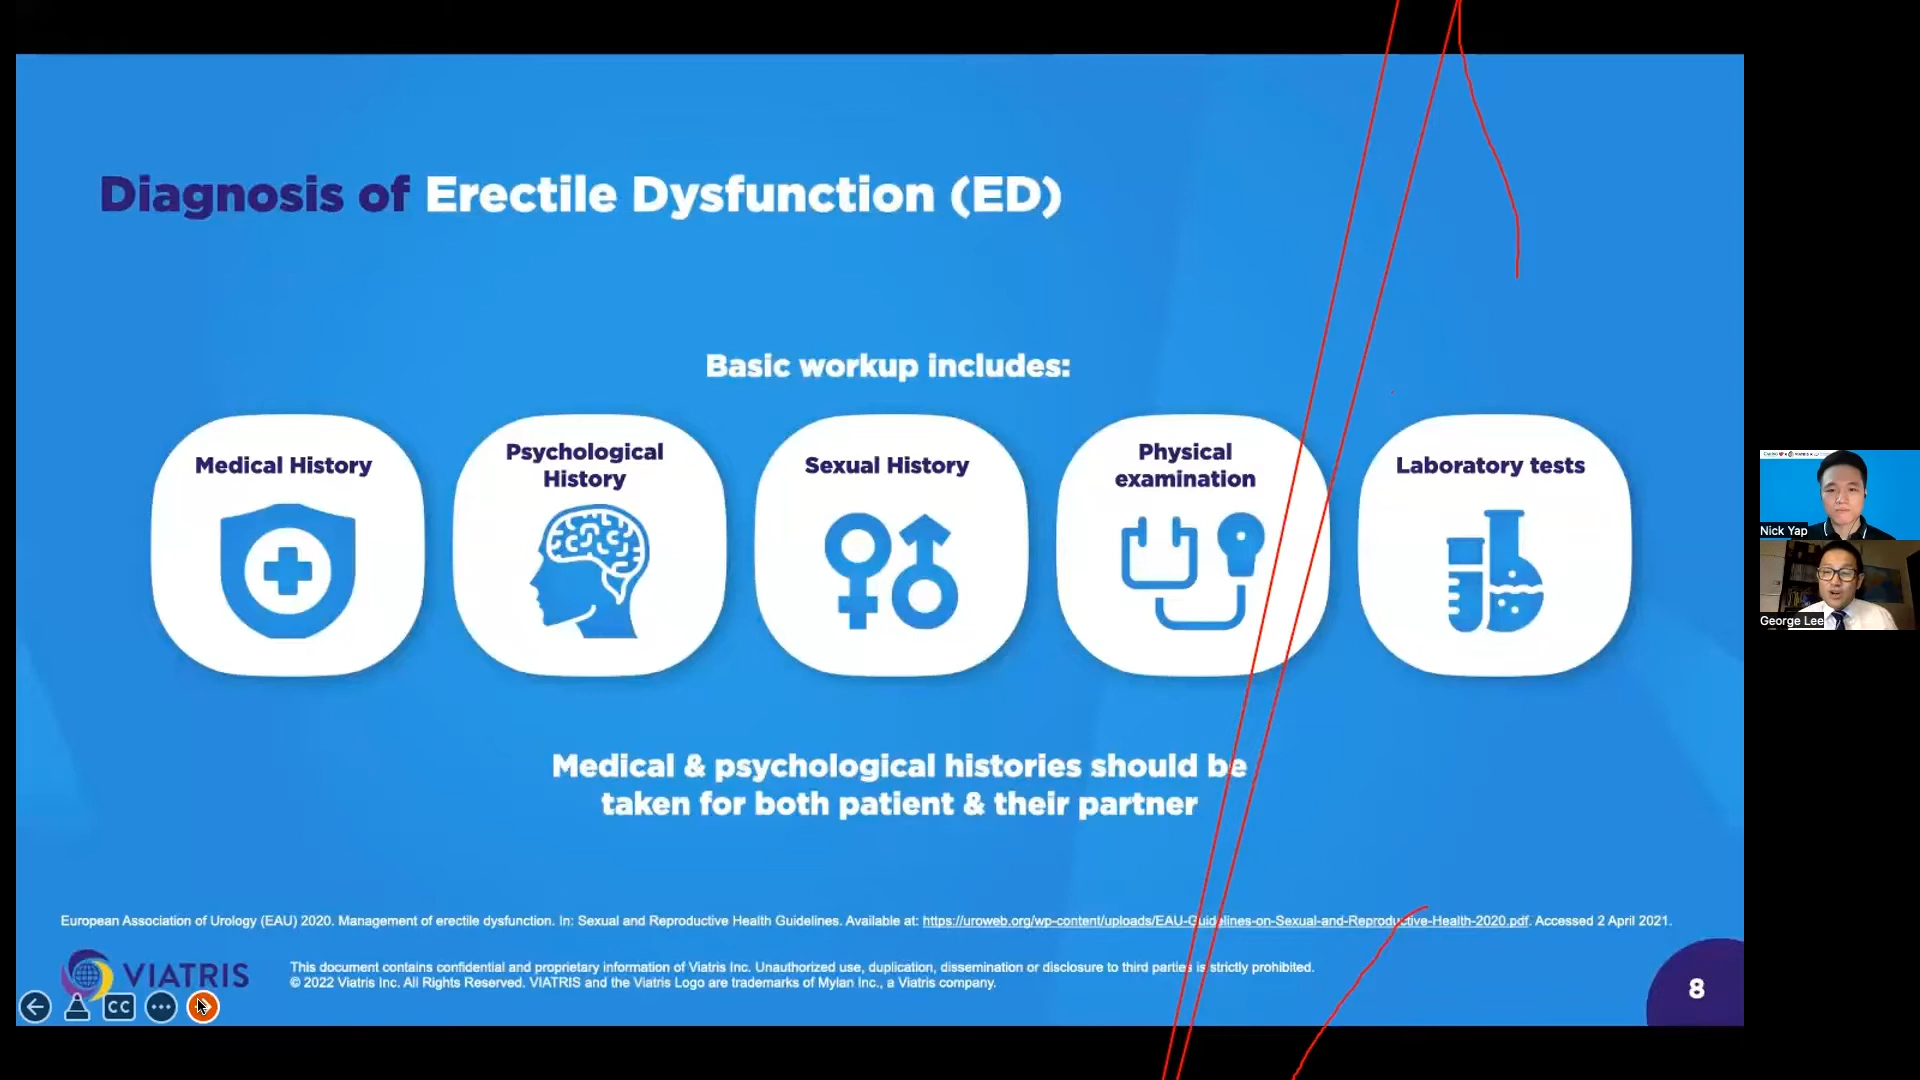 Diagnosis of Erectile Dysfunction (ED)
Basic workup includes:
Medical History
Psychological
History
Sexual History
Physical
examination
Laboratory tests
Medical & psychological histories should be
taken for both patient & their partner
European Association of Urology (EAU) 2020. Management of erectile dysfunction. In: Sexual and Reproductive Health Guidelines. Available at: https://uroweb.org/wp-content/uploads/EAU-Guidelines-on-Sexual-and-Reproductive-Health-2020.pdf. Accessed 2 April 2021.
VIATRIS
This document contains confidential and proprietary information of Viatris Inc. Unauthorized use, duplication, dissemination or disclosure to third parties is strictly prohibited.
© 2022 Viatris Inc. All Rights Reserved. VIATRIS and the Viatris Logo are trademarks of Mylan Inc., a Viatris company.
CC
8
Nick Yap
George Lee